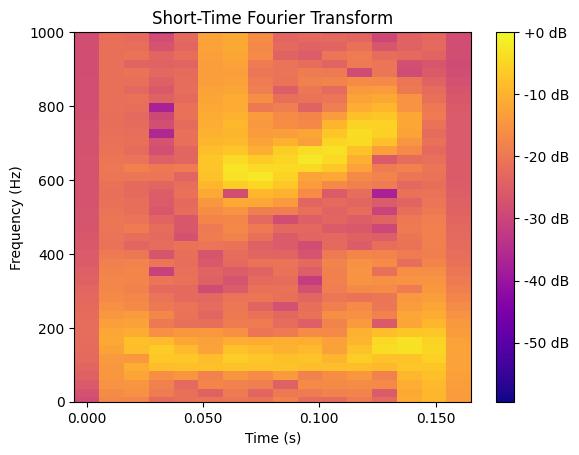 Short-Time Fourier Transform
1000
800
600
400
200
0
Frequency (Hz)
0.000
0.050
0.100
0.150
Time (s)
+0 dB
-10 dB
-20 dB
-30 dB
-40 dB
-50 dB